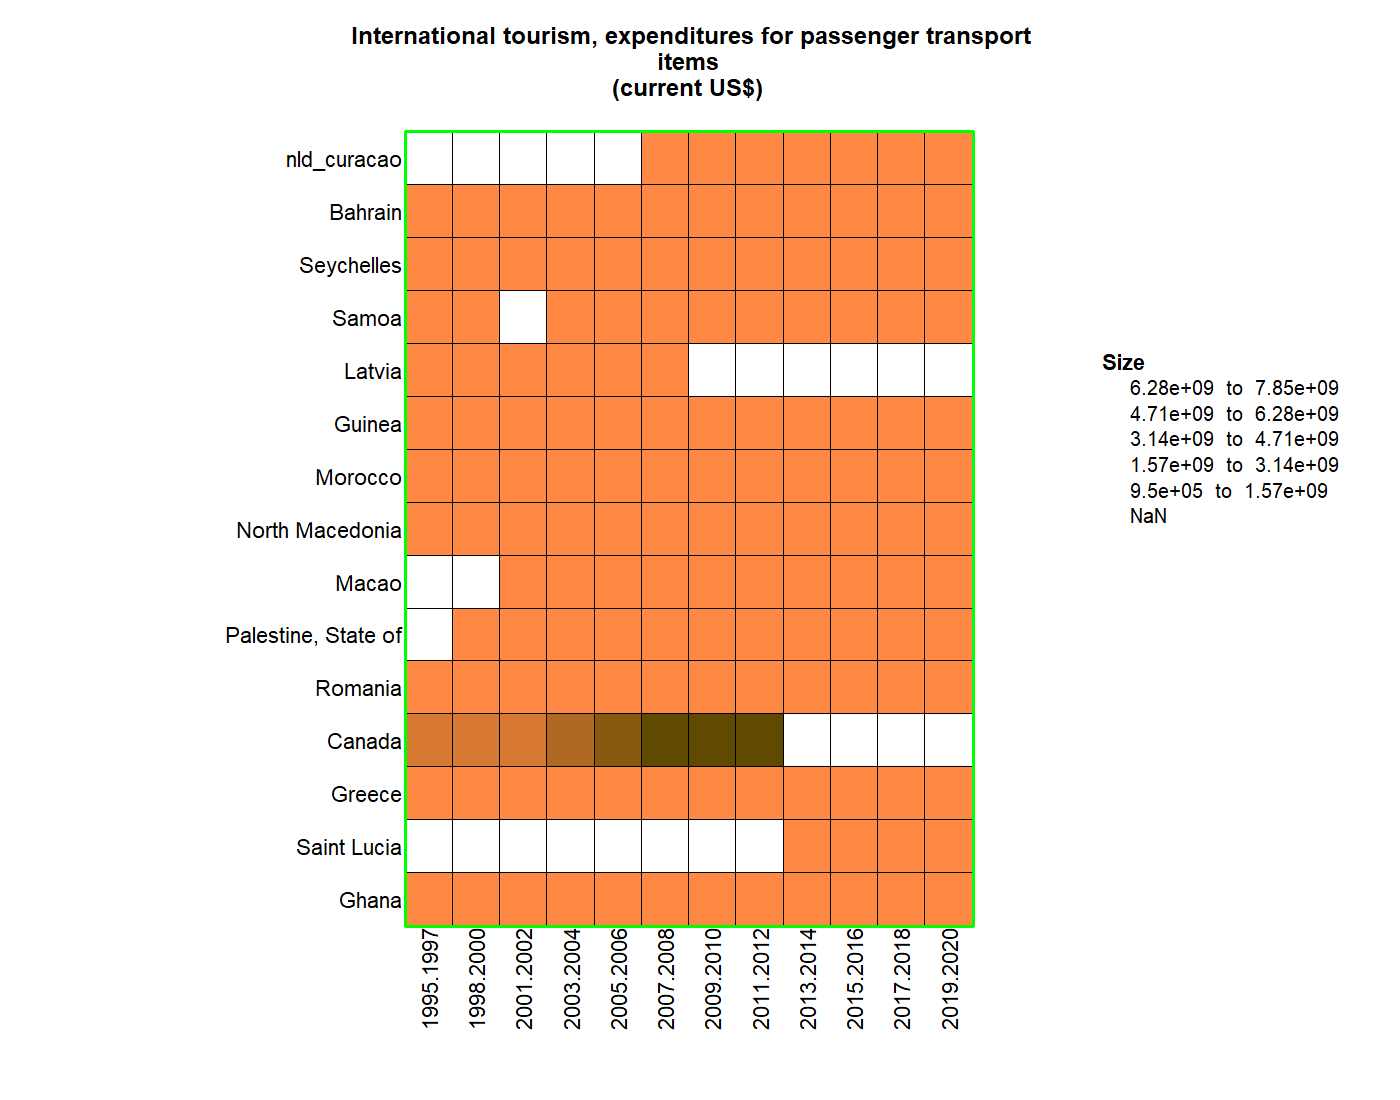 International tourism, expenditures for passenger transport
items
(current US$)
nld_curacao
Bahrain
Seychelles
Samoa
Latvia
Guinea
Morocco
North Macedonia
Macao
Palestine, State of
Romania
Canada
Greece
Saint Lucia
Ghana
1995.1997
1998.2000
2001.2002
2003.2004
2005.2006
2007.2008
2009.2010
2011.2012
2013.2014
2015.2016
2017.2018
2019.2020
Size
6.28e+09 to 7.85e+09
4.71e+09 to 6.28e+09
3.14e+09 to 4.71e+09
1.57e+09 to 3.14e+09
9.5e+05 to 1.57e+09
NaN